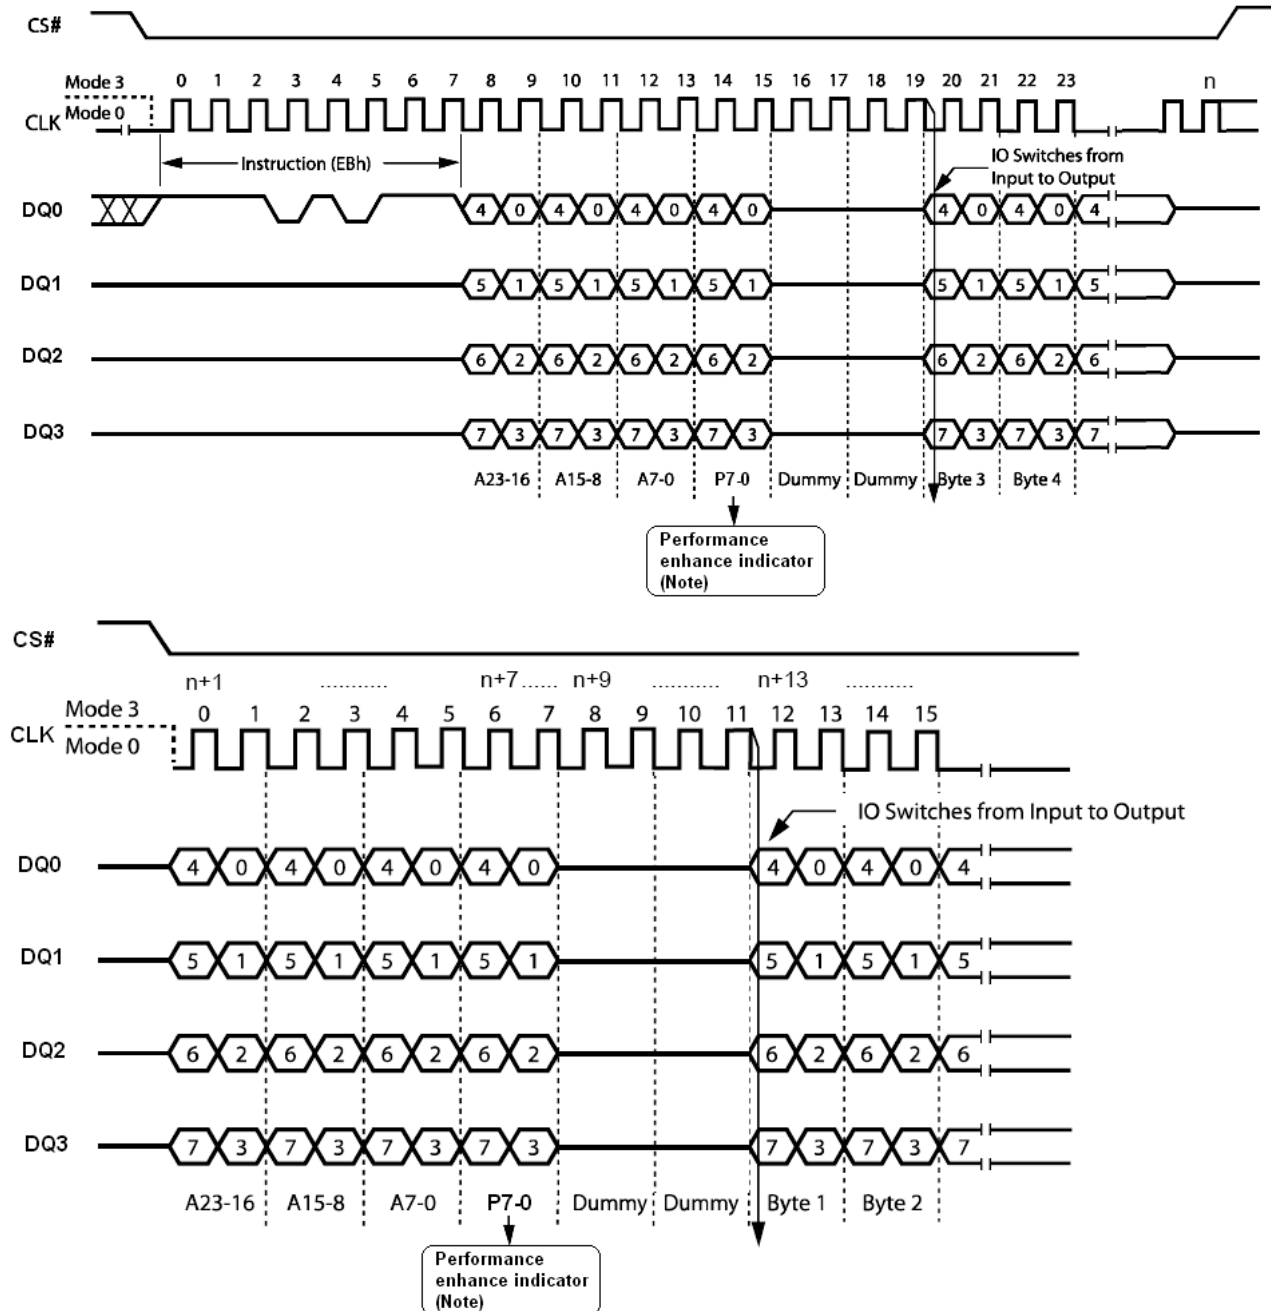 CS#
Mode 3
0 1 2 3 4 5 6 7 8 9 10 11 12 13 14 15 16 17 18 19 20 21 22 23 n
Mode 0
CLK
Instruction (EBh)
IO Switches from
Input to Output
DQ0 4 0 4 0 4 0 4 0 4 0 4 0 4
DQ1 5 1 5 1 5 1 5 1 5 1 5 1 5
DQ2 6 2 6 2 6 2 6 2 6 2 6 2 6
DQ3 7 3 7 3 7 3 7 3 7 3 7 3 7
A23-16 A15-8 A7-0 P7-0 Dummy Dummy Byte 3 Byte 4
Performance
enhance indicator
(Note)
CS#
n+1 ........... n+7 ...... n+9 ........... n+13 ...........
Mode 3
0 1 2 3 4 5 6 7 8 9 10 11 12 13 14 15
CLK
Mode 0
IO Switches from Input to Output
DQ0 4 0 4 0 4 0 4 0 4 0 4 0 4
DQ1 5 1 5 1 5 1 5 1 5 1 5 1 5
DQ2 6 2 6 2 6 2 6 2 6 2 6 2 6
DQ3 7 3 7 3 7 3 7 3 7 3 7 3 7
A23-16 A15-8 A7-0 P7-0 Dummy Dummy Byte 1 Byte 2
Performance
enhance indicator
(Note)